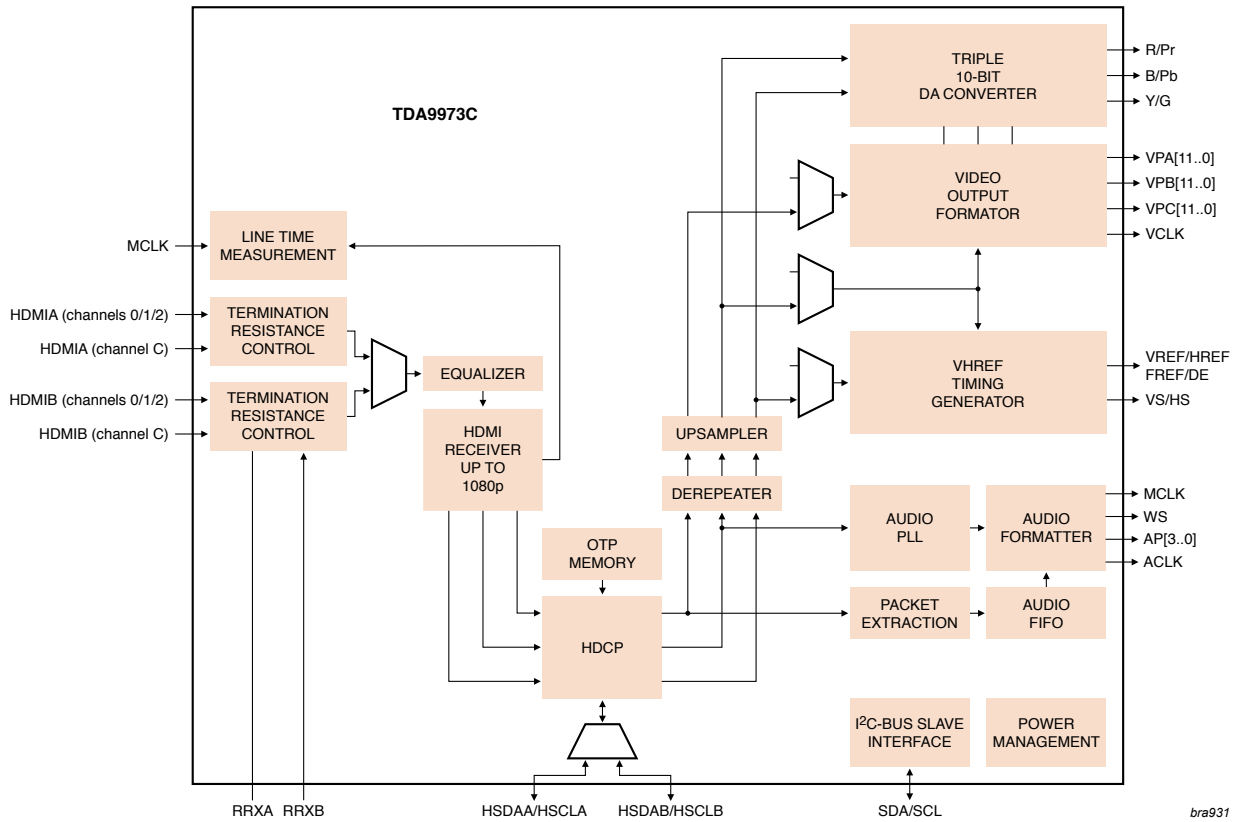 TDA9973C
TRIPLE
10-BIT
DA CONVERTER
R/Pr
B/Pb
Y/G
VIDEO
OUTPUT
FORMATOR
VPA[11..0]
VPB[11..0]
VPC[11..0]
VCLK
MCLK
LINE TIME
MEASUREMENT
HDMIA (channels 0/1/2)
HDMIA (channel C)
TERMINATION
RESISTANCE
CONTROL
HDMIB (channels 0/1/2)
HDMIB (channel C)
TERMINATION
RESISTANCE
CONTROL
EQUALIZER
HDMI
RECEIVER
UP TO
1080p
VHREF
TIMING
GENERATOR
VREF/HREF
FREF/DE
VS/HS
UPSAMPLER
DEREPEATER
AUDIO
PLL
AUDIO
FORMATTER
MCLK
WS
AP[3..0]
ACLK
OTP
MEMORY
HDCP
PACKET
EXTRACTION
AUDIO
FIFO
I2C-BUS SLAVE
INTERFACE
POWER
MANAGEMENT
RRXA RRXB
HSDAA/HSCLA
HSDAB/HSCLB
SDA/SCL
bra931